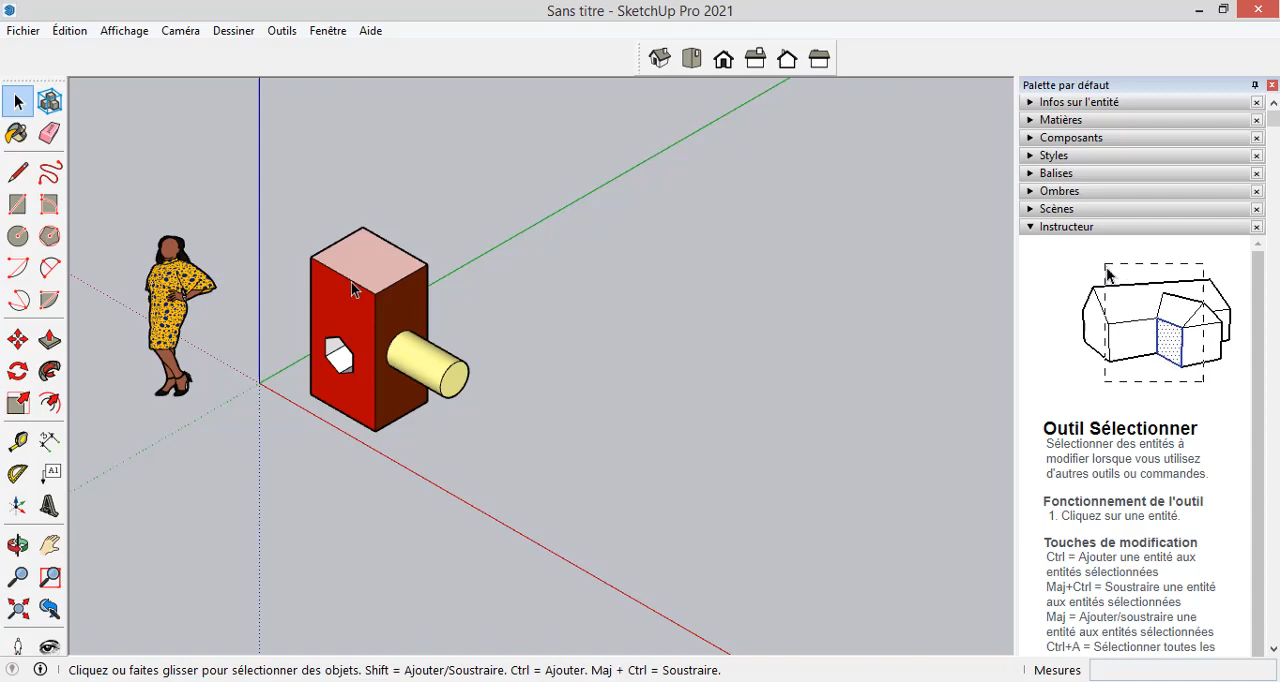 Sans titre - SketchUp Pro 2021
Fichier Édition Affichage Caméra Dessiner Outils Fenêtre Aide
Palette par défaut
Infos sur l'entité
Matières
Composants
Styles
Balises
Ombres
Scènes
Instructeur
A1
Outil Sélectionner
Sélectionner des entités à
modifier lorsque vous utilisez
d'autres outils ou commandes.
Fonctionnement de l'outil
1. Cliquez sur une entité.
Touches de modification
Ctrl = Ajouter une entité aux
entités sélectionnées
Maj+Ctrl = Soustraire une entité
aux entités sélectionnées
Maj = Ajouter/soustraire une
entité aux entités sélectionnées
Ctrl+A = Sélectionner toutes les
Cliquez ou faites glisser pour sélectionner des objets. Shift = Ajouter/Soustraire. Ctrl = Ajouter. Maj + Ctrl = Soustraire.
Mesures